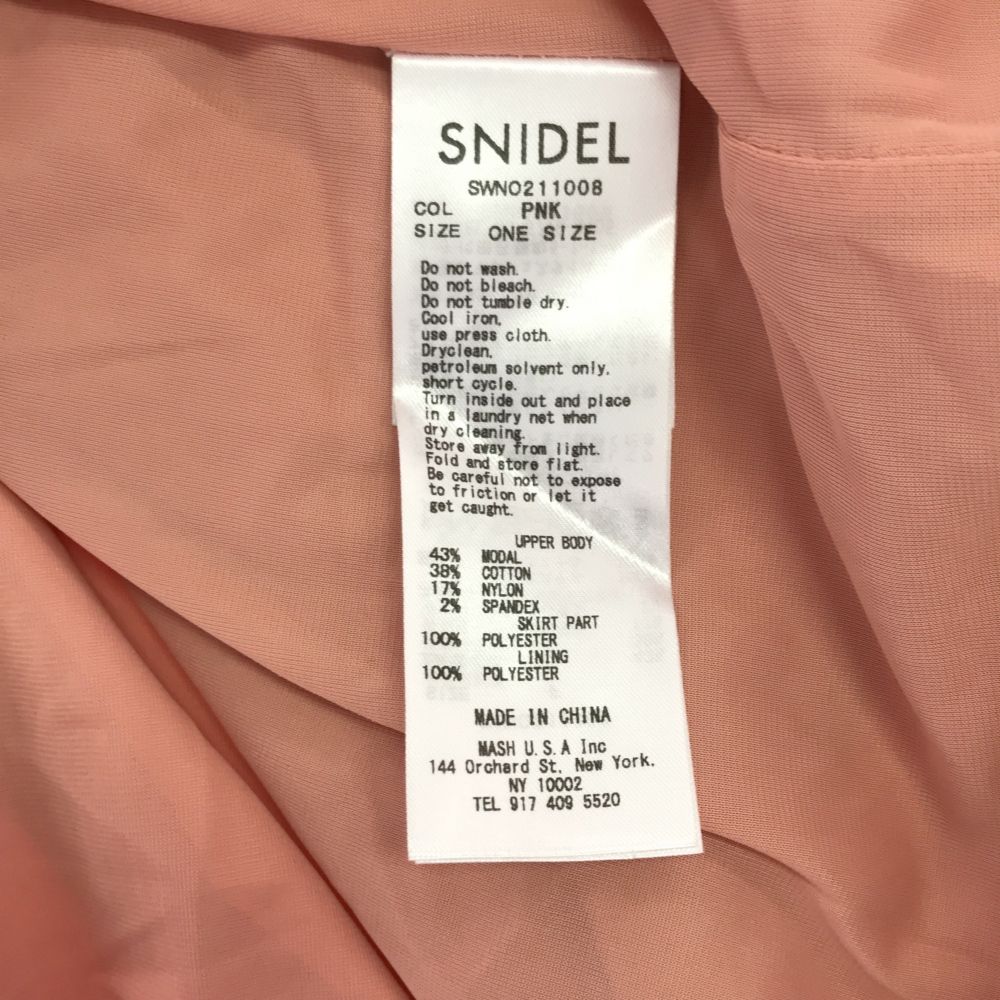 SNIDEL
SWNO211008
COL PNK
SIZE ONE SIZE
Do not wash.
Do not bleach.
Do not tumble dry.
Cool iron,
use press cloth.
Dryclean,
petroleum solvent only.
short cycle.
Turn inside out and place
in a laundry net when
dry cleaning.
Store away from light.
Fold and store flat.
Be careful not to expose
to friction or let it
get caught.
UPPER BODY
43% MODAL
38% COTTON
17% NYLON
2% SPANDEX
SKIRT PART
100% POLYESTER
LINING
100% POLYESTER
MADE IN CHINA
MASH U.S.A Inc
144 Orchard St, New York.
NY 10002
TEL 917 409 5520